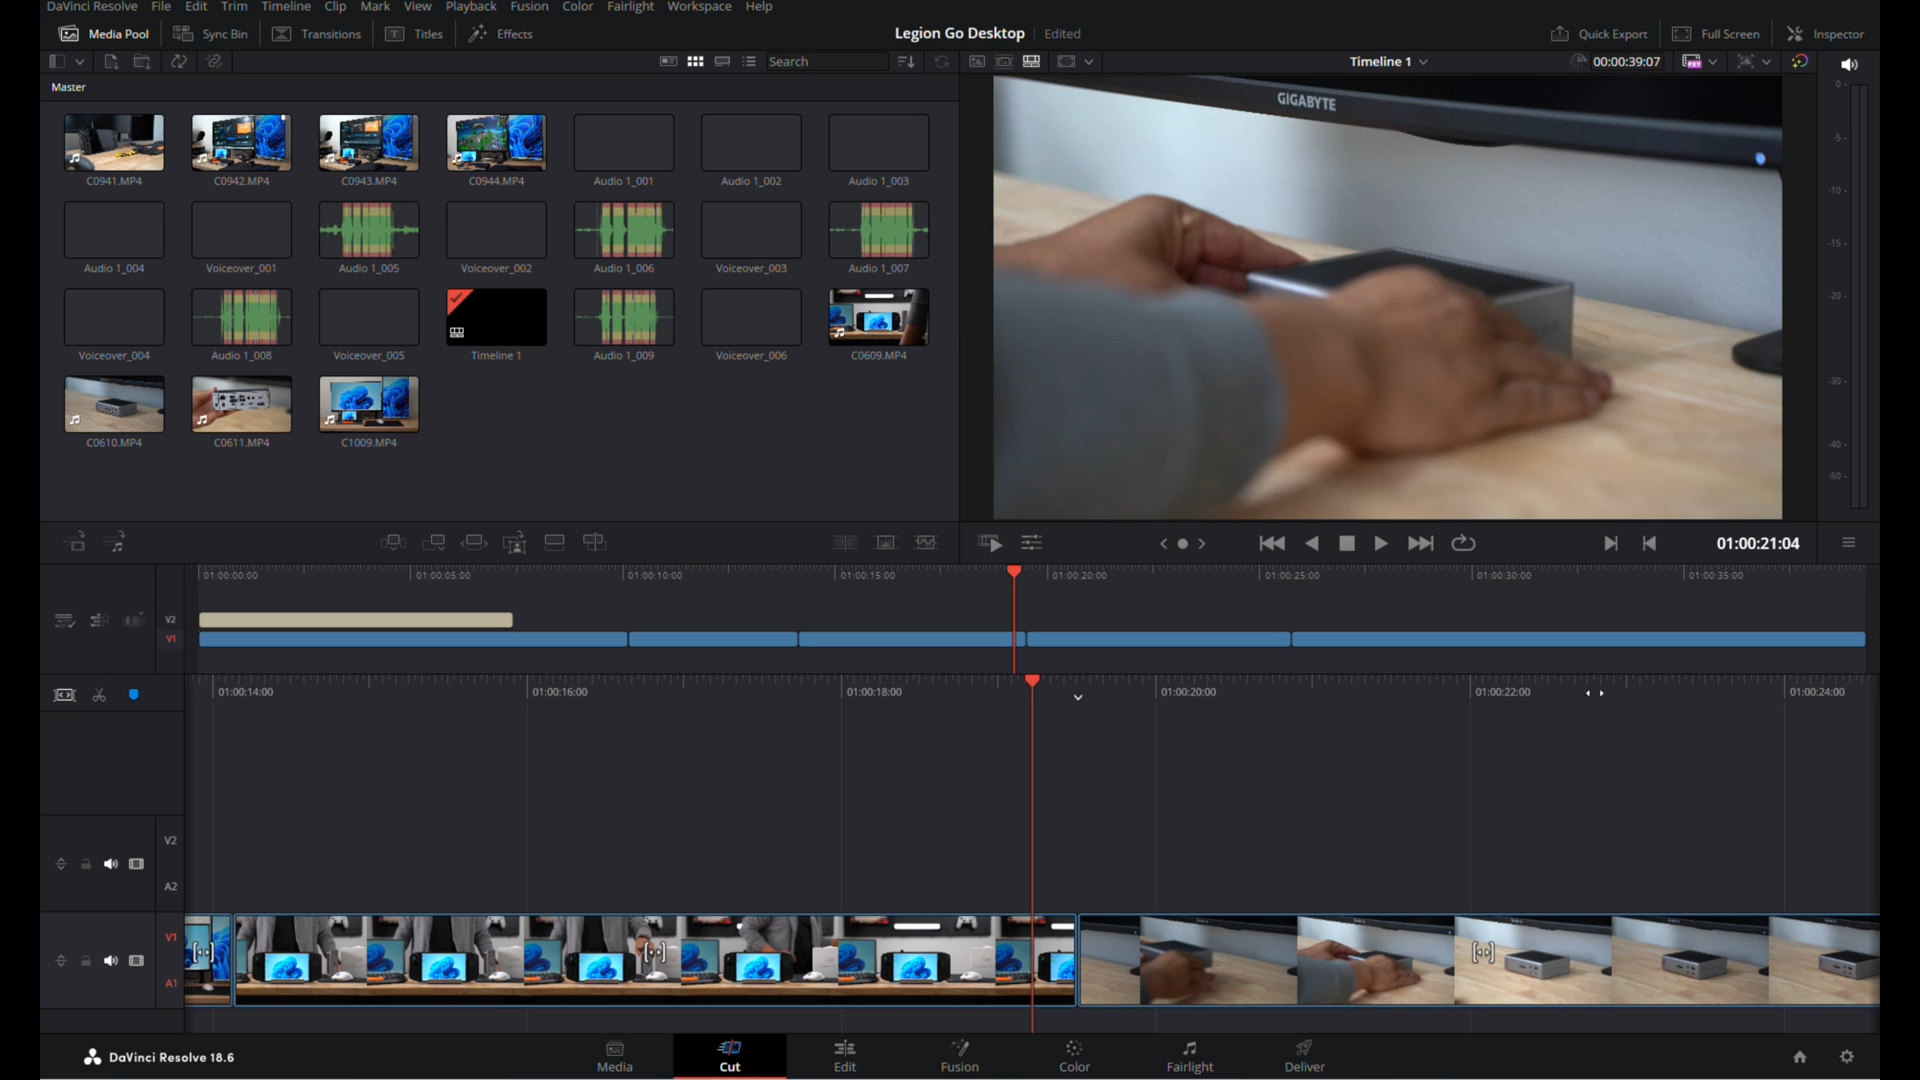 DaVinci Resolve File Edit Trim Timeline Clip Mark View Playback Fusion Color Fairlight Workspace Help
Media Pool Sync Bin Transitions Titles Effects Legion Go Desktop Edited Quick Export Full Screen Inspector
Search Timeline 1 00:00:39:07
Master
C0941.MP4 C0942.MP4 C0943.MP4 C0944.MP4 Audio 1_001 Audio 1_002 Audio 1_003
Audio 1_004 Voiceover_001 Audio 1_005 Voiceover_002 Audio 1_006 Voiceover_003 Audio 1_007
Voiceover_004 Audio 1_008 Voiceover_005 Timeline 1 Audio 1_009 Voiceover_006 C0609.MP4
C0610.MP4 C0611.MP4 C1009.MP4
GIGABYTE
0
-5
-10
-15
-20
-30
-40
-50
01:00:21:04
01:00:00:00 01:00:05:00 01:00:10:00 01:00:15:00 01:00:20:00 01:00:25:00 01:00:30:00 01:00:35:00
V2
V1
01:00:14:00 01:00:16:00 01:00:18:00 01:00:20:00 01:00:22:00 01:00:24:00
V2
A2
V1
A1
DaVinci Resolve 18.6
Media Cut Edit Fusion Color Fairlight Deliver